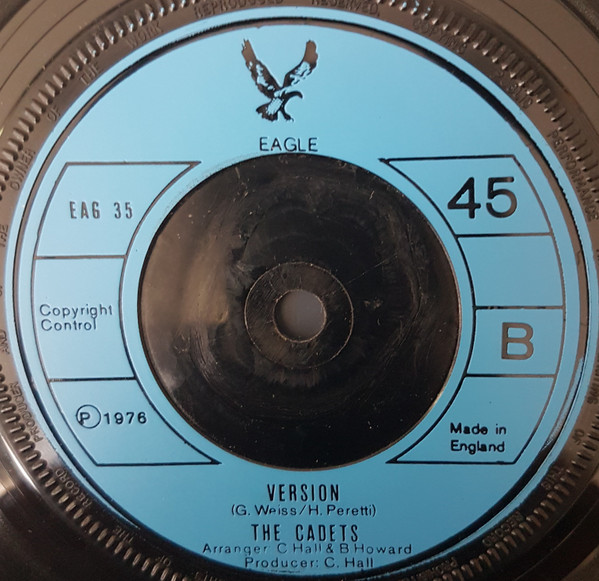 EAGLE
EAG 35
45
Copyright
Control
B
Ⓟ 1976
Made in
England
VERSION
(G. Weiss/H. Peretti)
THE CADETS
Arranger: C Hall & B Howard
Producer: C. Hall